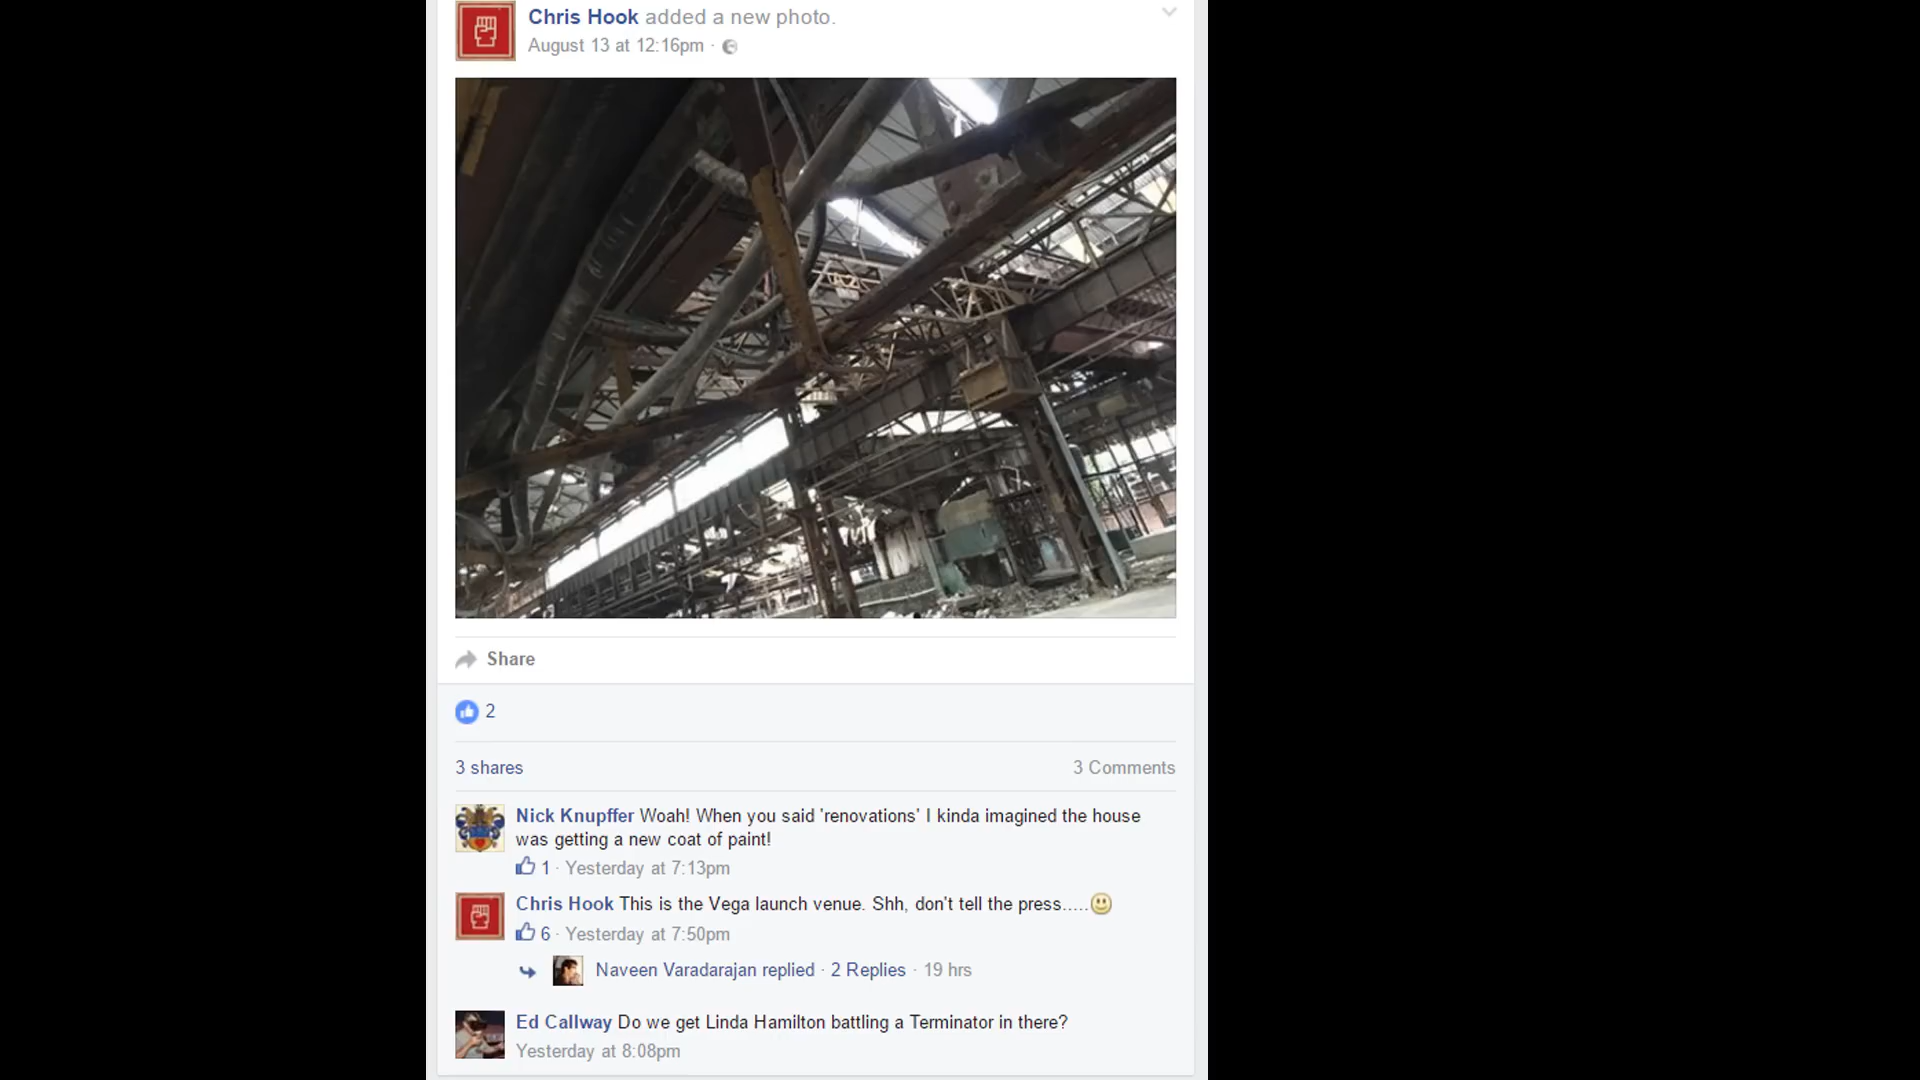 Chris Hook added a new photo.
August 13 at 12:16pm ·
Share
2
3 shares
3 Comments
Nick Knupffer Woah! When you said 'renovations' I kinda imagined the house
was getting a new coat of paint!
1 · Yesterday at 7:13pm
Chris Hook This is the Vega launch venue. Shh, don't tell the press.....
6 · Yesterday at 7:50pm
Naveen Varadarajan replied · 2 Replies · 19 hrs
Ed Callway Do we get Linda Hamilton battling a Terminator in there?
Yesterday at 8:08pm